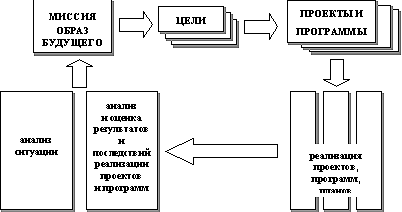 МИССИЯ
ОБРАЗ
БУДУЩЕГО
ЦЕЛИ
ПРОЕКТЫ И
ПРОГРАММЫ
анализ
ситуации
анализ
и оценка
результатов
и
последствий
реализации
проектов
и программ
реализация
проектов,
программ,
планов